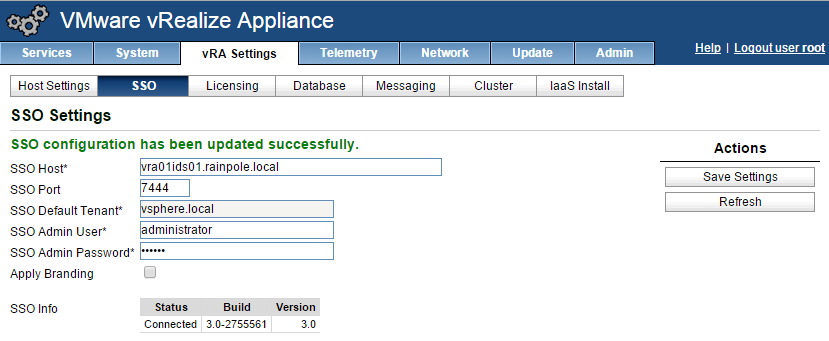 VMware vRealize Appliance
Services System vRA Settings Telemetry Network Update Admin Help | Logout user root
Host Settings SSO Licensing Database Messaging Cluster IaaS Install
SSO Settings
SSO configuration has been updated successfully.
Actions
SSO Host* vra01ids01.rainpole.local
Save Settings
SSO Port 7444
Refresh
SSO Default Tenant* vsphere.local
SSO Admin User* administrator
SSO Admin Password* ••••••
Apply Branding
SSO Info Status Build Version
Connected 3.0-2755561 3.0